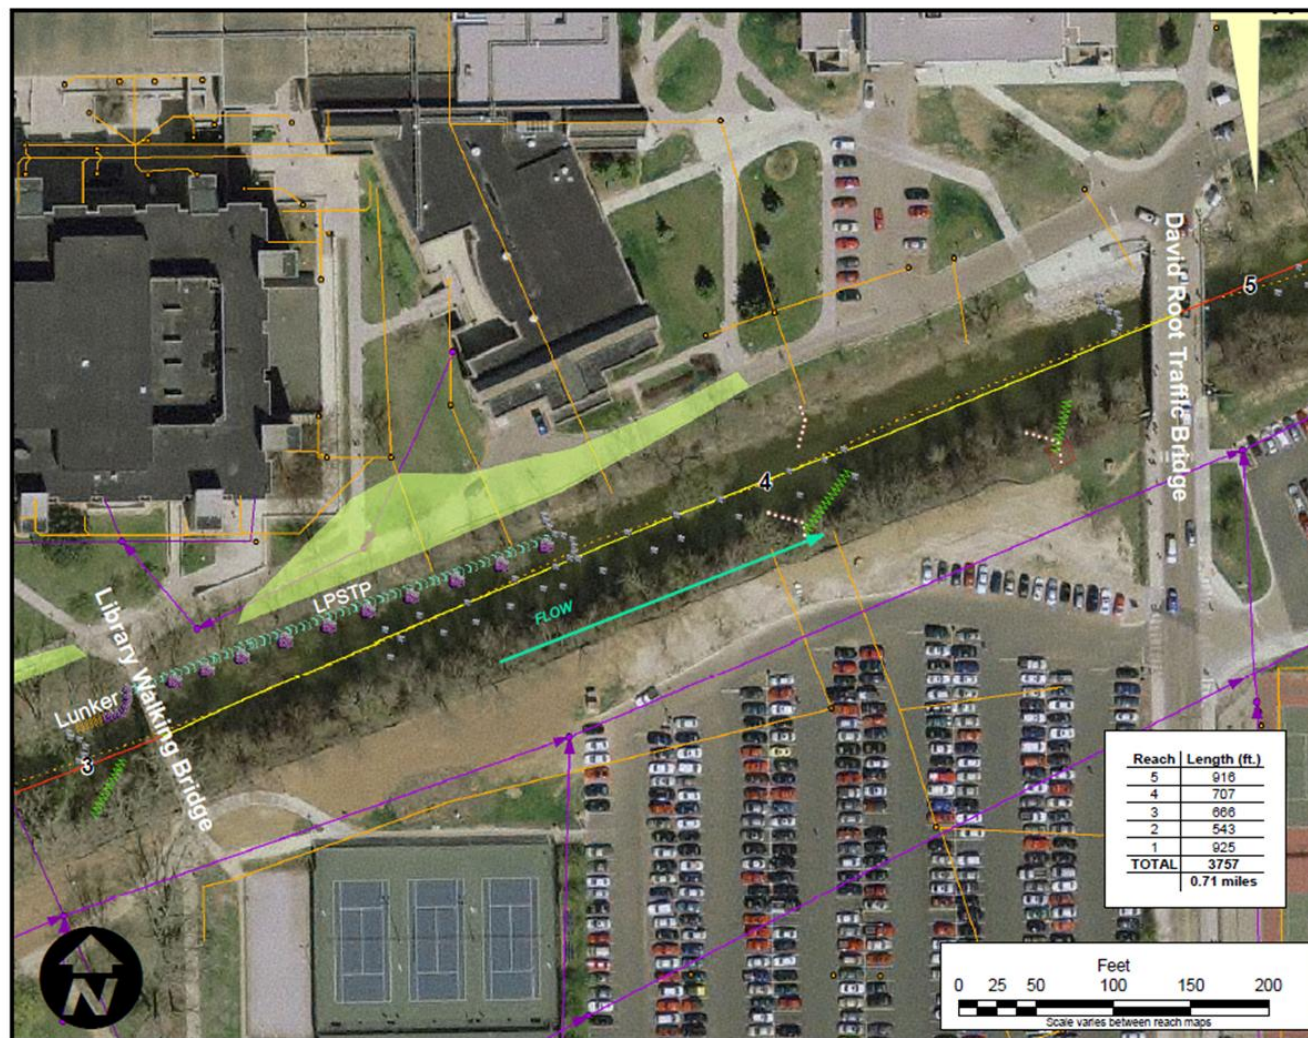 David Root Traffic Bridge
5
4
LPSTP
FLOW
Library Walking Bridge
Lunker
3
Reach Length (ft.)
5 916
4 707
3 666
2 543
1 925
TOTAL 3757
0.71 miles
N
Feet
0 25 50 100 150 200
Scale varies between reach maps